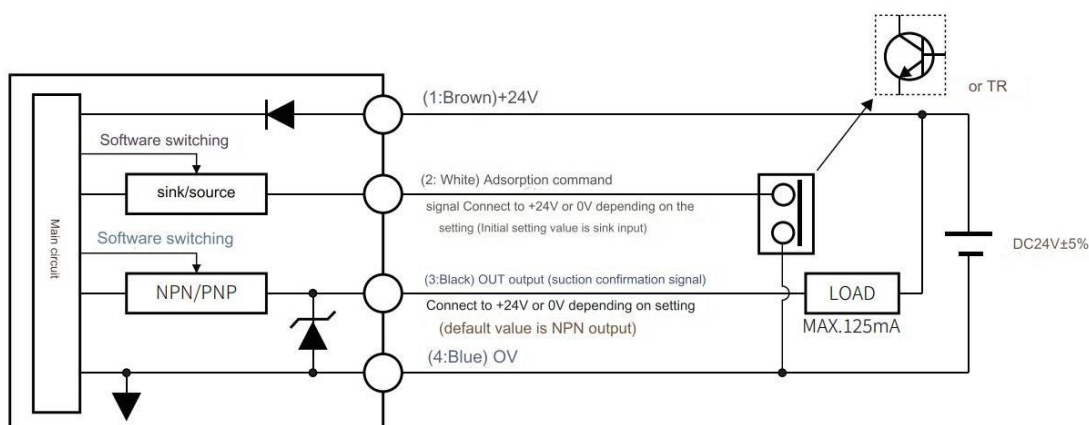 or TR
(1:Brown)+24V
Software switching
sink/source
(2: White) Adsorption command
signal Connect to +24V or 0V depending on the
setting (Initial setting value is sink input)
Main circuit
Software switching
DC24V±5%
(3:Black) OUT output (suction confirmation signal)
NPN/PNP
LOAD
Connect to +24V or 0V depending on setting
MAX.125mA
(default value is NPN output)
(4:Blue) OV